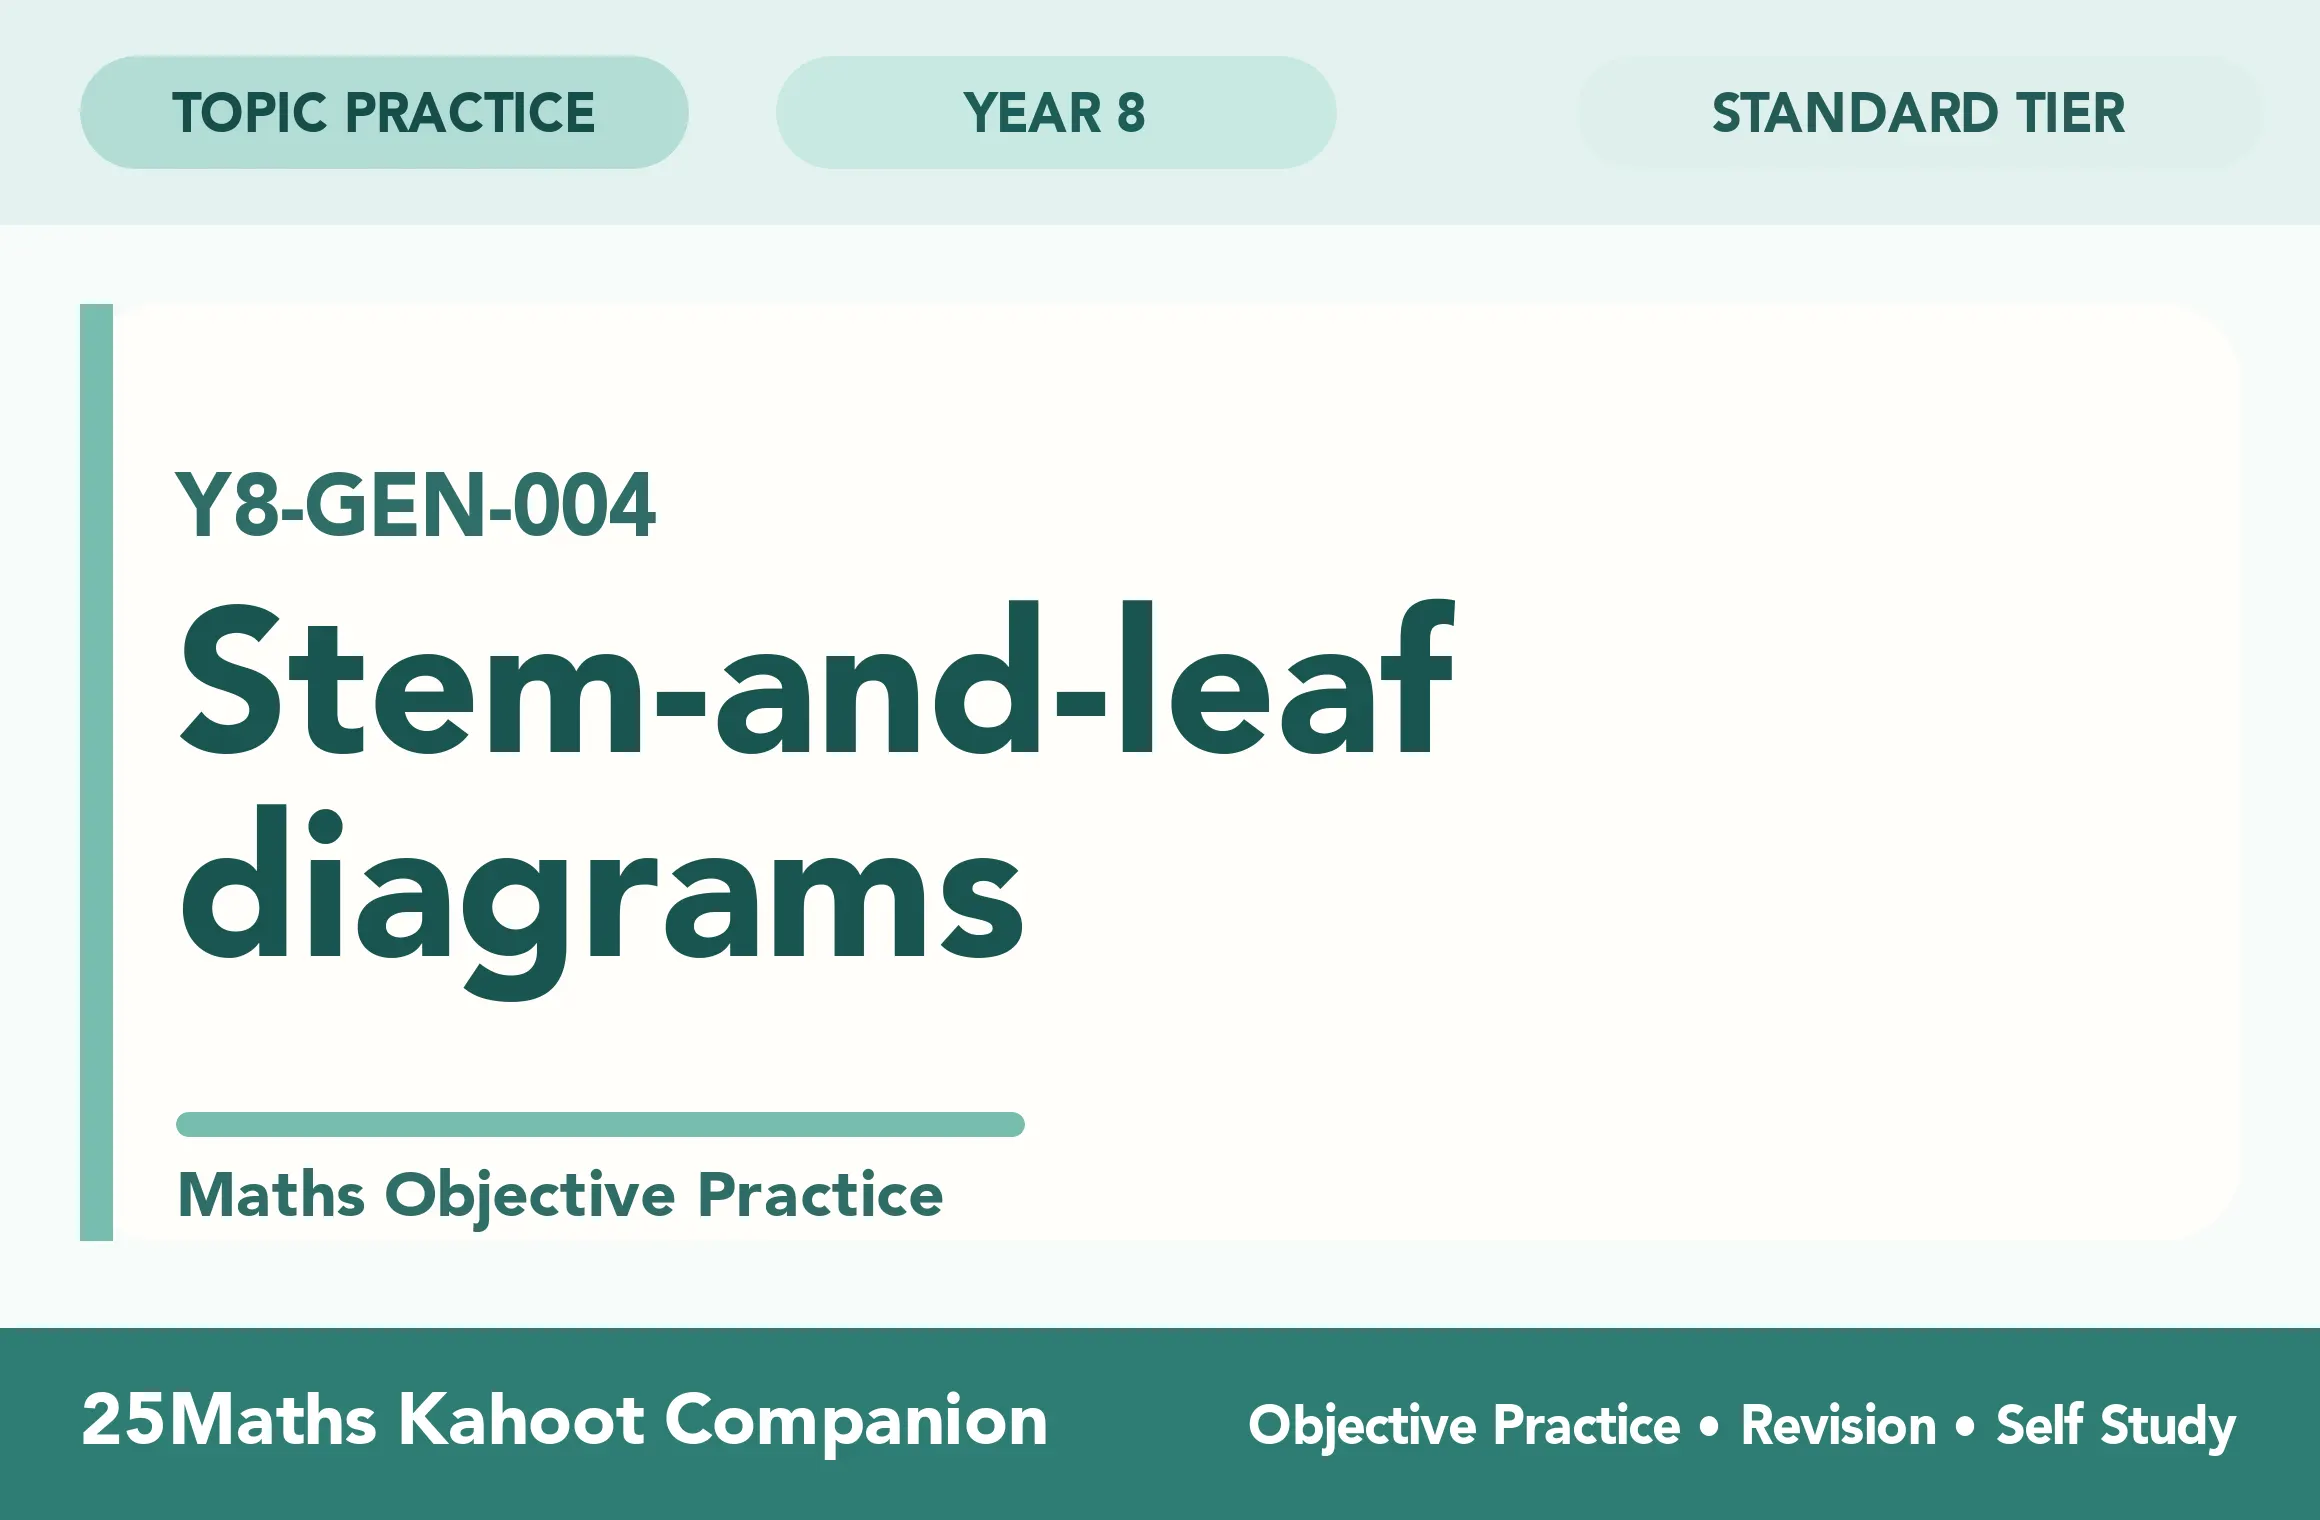 TOPIC PRACTICE
YEAR 8
STANDARD TIER
Y8-GEN-004
Stem-and-leaf
diagrams
Maths Objective Practice
25Maths Kahoot Companion
Objective Practice • Revision • Self Study